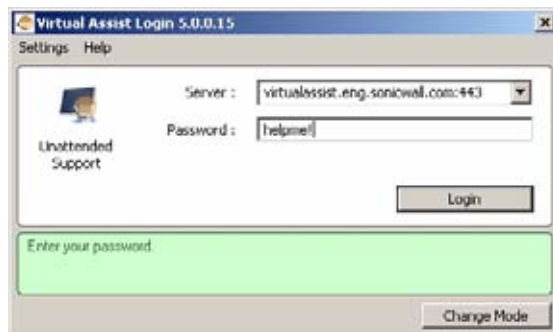 Virtual Assist Login 5.0.0.15
Settings Help
Server : virtualassist.eng.sonicwall.com:443
Password : helpme!
Unattended
Support
Login
Enter your password.
Change Mode